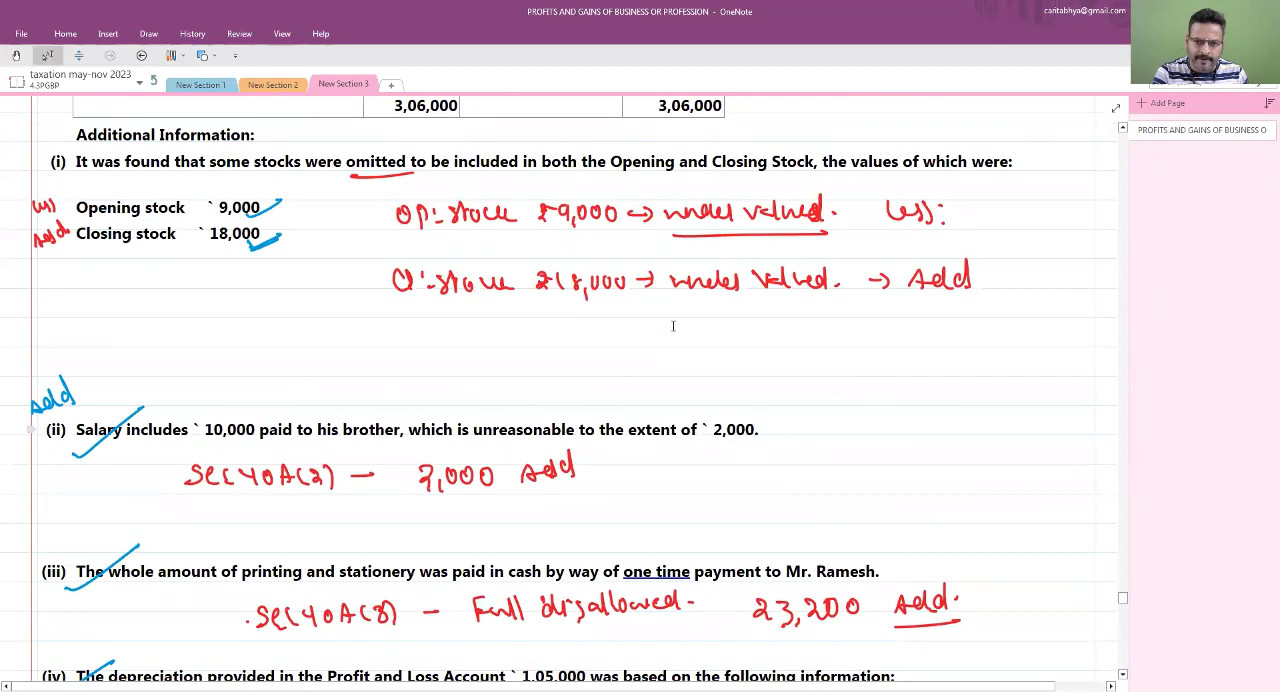 PROFITS AND GAINS OF BUSINESS OR PROFESSION - OneNote
caritabhya@gmail.com
File Home Insert Draw History Review View Help
taxation may-nov 2023
4.3PGBP
New Section 1 New Section 2 New Section 3
Add Page
PROFITS AND GAINS OF BUSINESS O
3,06,000 3,06,000
Additional Information:
(i) It was found that some stocks were omitted to be included in both the Opening and Closing Stock, the values of which were:
less Opening stock ` 9,000 Op: stock ₹9,000 → under valued. Less:
Add Closing stock ` 18,000
Cl: stock ₹18,000 → under valued. → Add
Add
(ii) Salary includes ` 10,000 paid to his brother, which is unreasonable to the extent of ` 2,000.
Sec 40A(2) - 2,000 Add
(iii) The whole amount of printing and stationery was paid in cash by way of one time payment to Mr. Ramesh.
Sec 40A(3) - Full disallowed. 23,200 Add.
(iv) The depreciation provided in the Profit and Loss Account ` 1,05,000 was based on the following information: